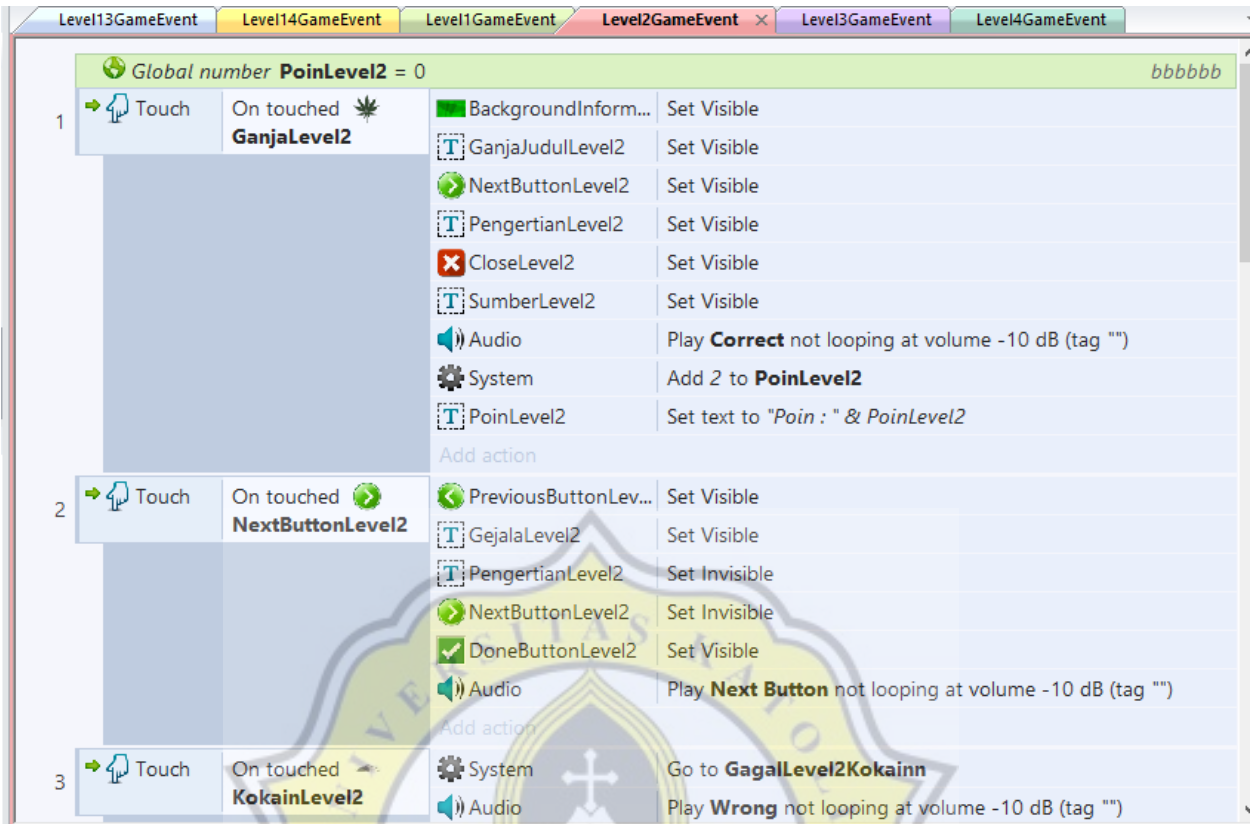 Level13GameEvent Level14GameEvent Level1GameEvent Level2GameEvent Level3GameEvent Level4GameEvent
Global number PoinLevel2 = 0 bbbbbb
1 Touch On touched GanjaLevel2
BackgroundInform... Set Visible
GanjaJudulLevel2 Set Visible
NextButtonLevel2 Set Visible
PengertianLevel2 Set Visible
CloseLevel2 Set Visible
SumberLevel2 Set Visible
Audio Play Correct not looping at volume -10 dB (tag "")
System Add 2 to PoinLevel2
PoinLevel2 Set text to "Poin : " & PoinLevel2
Add action
2 Touch On touched NextButtonLevel2
PreviousButtonLev... Set Visible
GejalaLevel2 Set Visible
PengertianLevel2 Set Invisible
NextButtonLevel2 Set Invisible
DoneButtonLevel2 Set Visible
Audio Play Next Button not looping at volume -10 dB (tag "")
Add action
3 Touch On touched KokainLevel2
System Go to GagalLevel2Kokainn
Audio Play Wrong not looping at volume -10 dB (tag "")